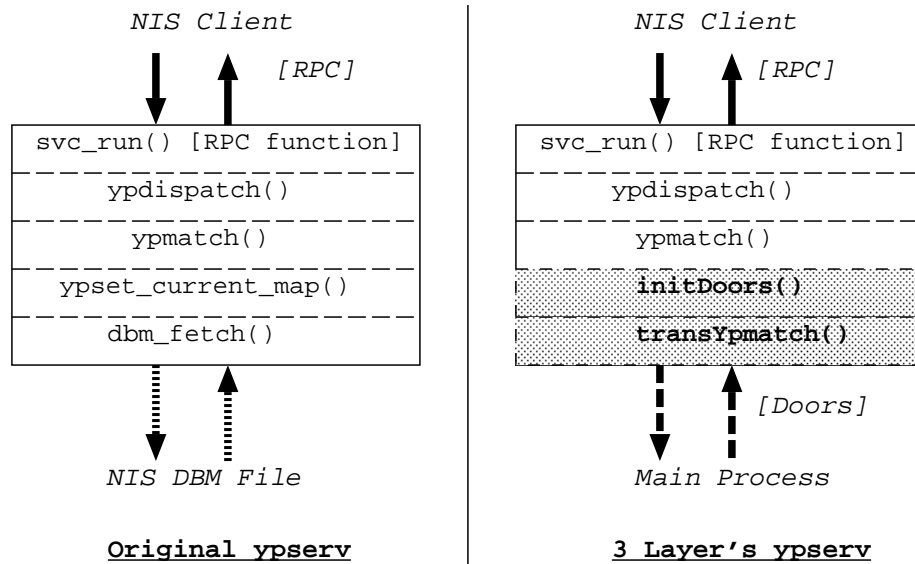 NIS Client
[RPC]
svc_run() [RPC function]
ypdispatch()
ypmatch()
ypset_current_map()
dbm_fetch()
NIS DBM File
Original ypserv
NIS Client
[RPC]
svc_run() [RPC function]
ypdispatch()
ypmatch()
initDoors()
transYpmatch()
[Doors]
Main Process
3 Layer's ypserv